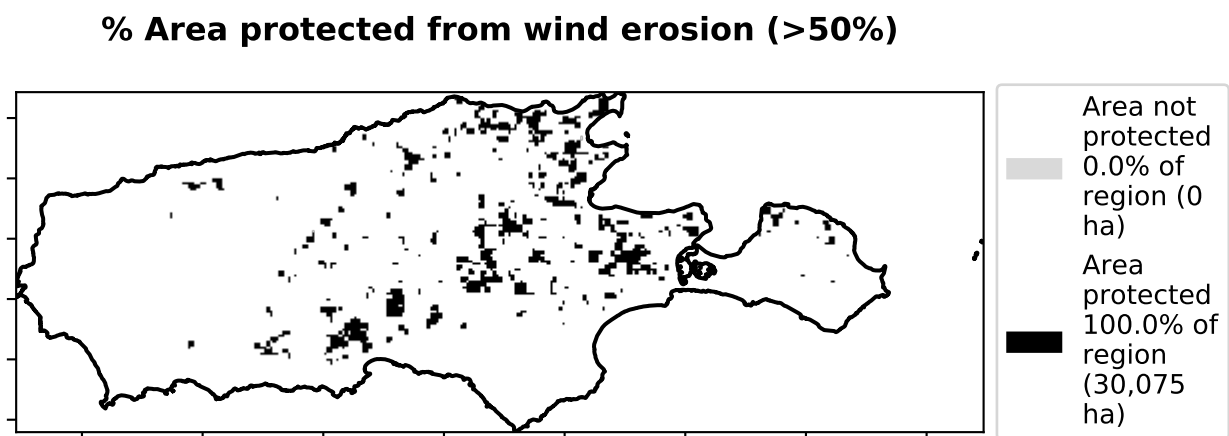 % Area protected from wind erosion (>50%)
Area not
protected
0.0% of
region (0
ha)
Area
protected
100.0% of
region
(30,075
ha)